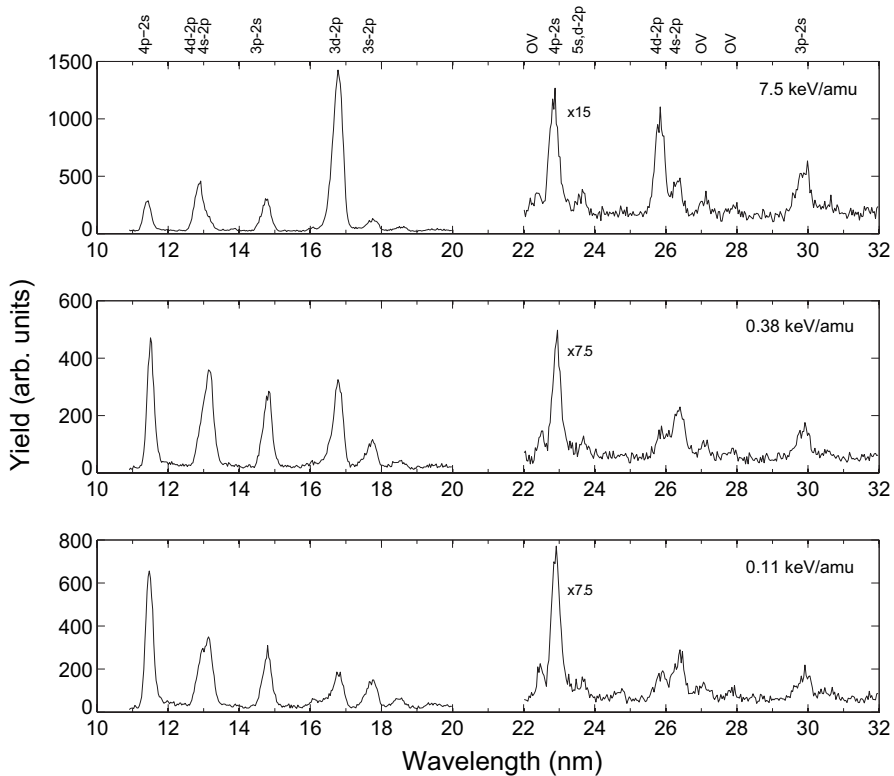 4p–2s
4d-2p
4s-2p
3p-2s
3d-2p
3s-2p
OV
4p-2s
5s,d-2p
4d-2p
4s-2p
OV
OV
3p-2s
1500
1000
500
0
7.5 keV/amu
x15
10 12 14 16 18 20 22 24 26 28 30 32
Yield (arb. units)
600
400
200
0
0.38 keV/amu
x7.5
10 12 14 16 18 20 22 24 26 28 30 32
800
600
400
200
0
0.11 keV/amu
x7.5
10 12 14 16 18 20 22 24 26 28 30 32
Wavelength (nm)